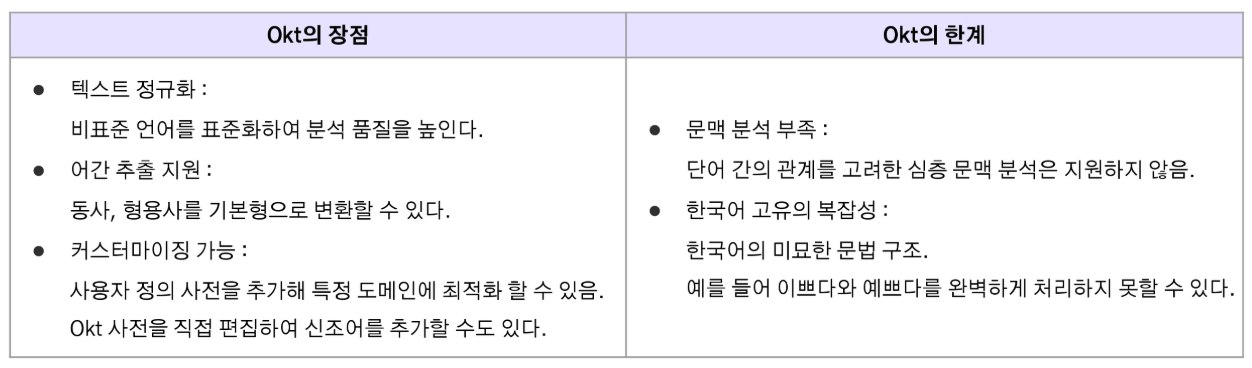 Okt의 장점
Okt의 한계
● 텍스트 정규화 :
비표준 언어를 표준화하여 분석 품질을 높인다.
● 어간 추출 지원 :
동사, 형용사를 기본형으로 변환할 수 있다.
● 커스터마이징 가능 :
사용자 정의 사전을 추가해 특정 도메인에 최적화 할 수 있음.
Okt 사전을 직접 편집하여 신조어를 추가할 수도 있다.
● 문맥 분석 부족 :
단어 간의 관계를 고려한 심층 문맥 분석은 지원하지 않음.
● 한국어 고유의 복잡성 :
한국어의 미묘한 문법 구조.
예를 들어 이쁘다와 예쁘다를 완벽하게 처리하지 못할 수 있다.